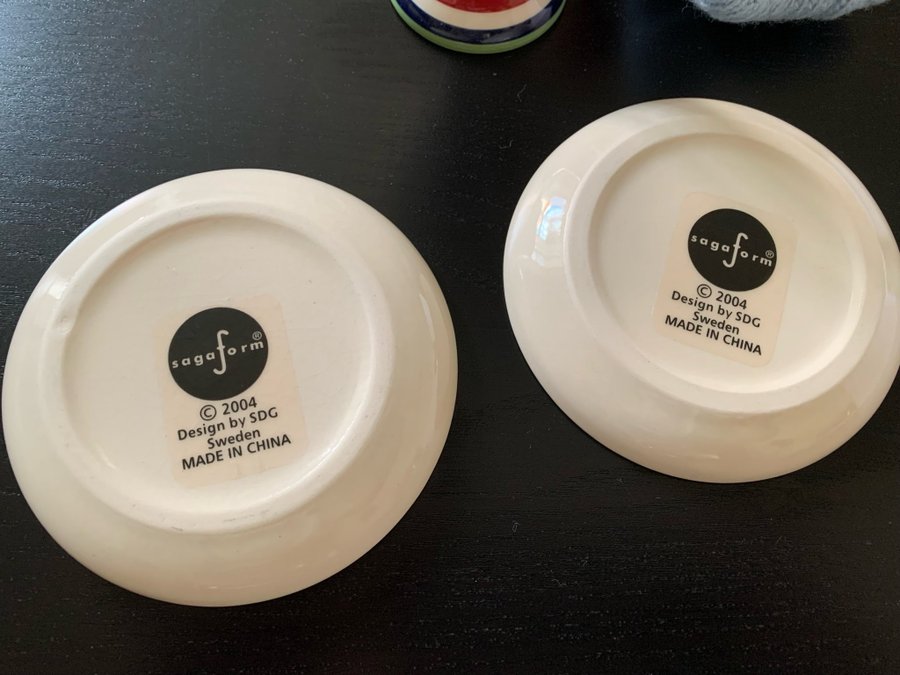 sagaform®
© 2004
Design by SDG
Sweden
MADE IN CHINA
sagaform®
© 2004
Design by SDG
Sweden
MADE IN CHINA